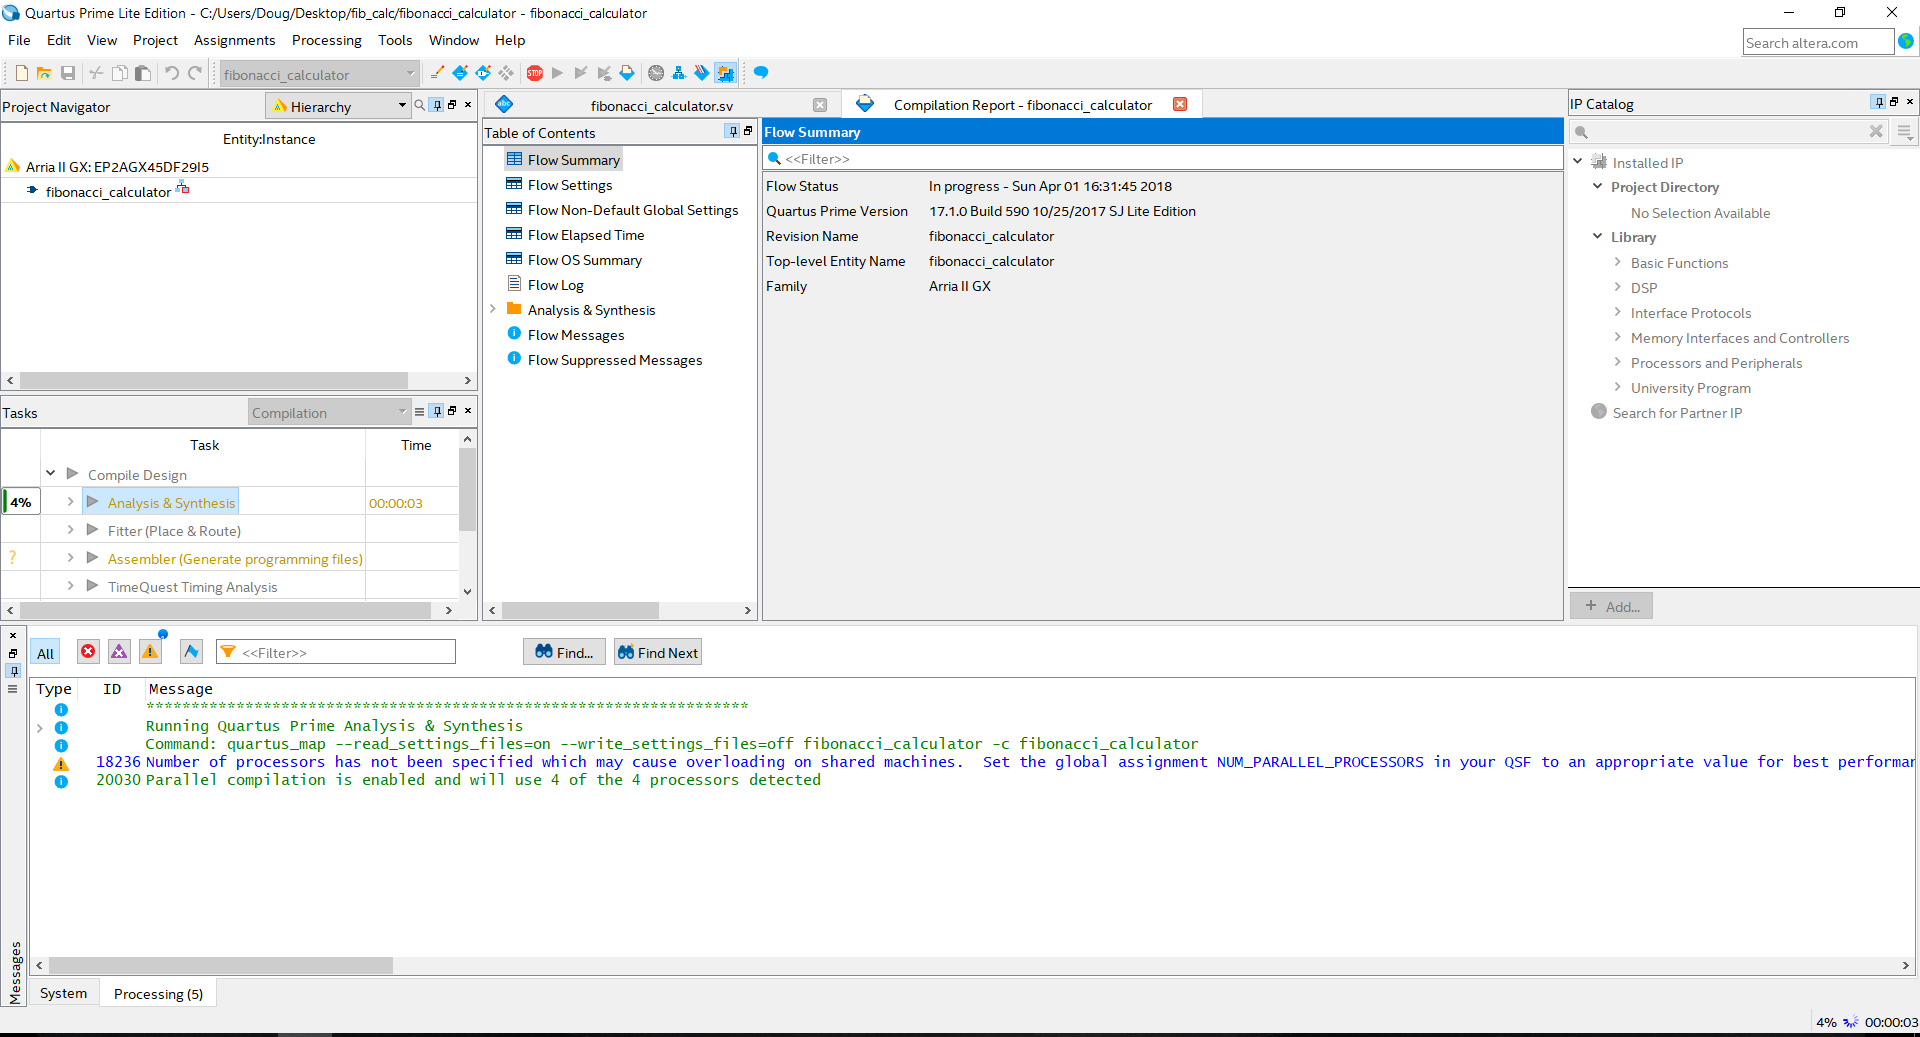 Quartus Prime Lite Edition - C:/Users/Doug/Desktop/fib_calc/fibonacci_calculator - fibonacci_calculator
File Edit View Project Assignments Processing Tools Window Help
Search altera.com
fibonacci_calculator
STOP
Project Navigator
Hierarchy
Entity:Instance
Arria II GX: EP2AGX45DF29I5
fibonacci_calculator
Tasks
Compilation
Task Time
Compile Design
4% Analysis & Synthesis 00:00:03
Fitter (Place & Route)
? Assembler (Generate programming files)
TimeQuest Timing Analysis
abc fibonacci_calculator.sv
Compilation Report - fibonacci_calculator
Table of Contents
Flow Summary
Flow Settings
Flow Non-Default Global Settings
Flow Elapsed Time
Flow OS Summary
Flow Log
Analysis & Synthesis
Flow Messages
Flow Suppressed Messages
Flow Summary
<<Filter>>
Flow Status In progress - Sun Apr 01 16:31:45 2018
Quartus Prime Version 17.1.0 Build 590 10/25/2017 SJ Lite Edition
Revision Name fibonacci_calculator
Top-level Entity Name fibonacci_calculator
Family Arria II GX
IP Catalog
Installed IP
Project Directory
No Selection Available
Library
Basic Functions
DSP
Interface Protocols
Memory Interfaces and Controllers
Processors and Peripherals
University Program
Search for Partner IP
+ Add...
All
<<Filter>>
Find...
Find Next
Type ID Message
*******************************************************************
Running Quartus Prime Analysis & Synthesis
Command: quartus_map --read_settings_files=on --write_settings_files=off fibonacci_calculator -c fibonacci_calculator
18236 Number of processors has not been specified which may cause overloading on shared machines.  Set the global assignment NUM_PARALLEL_PROCESSORS in your QSF to an appropriate value for best performan
20030 Parallel compilation is enabled and will use 4 of the 4 processors detected
Messages
System
Processing (5)
4% 00:00:03